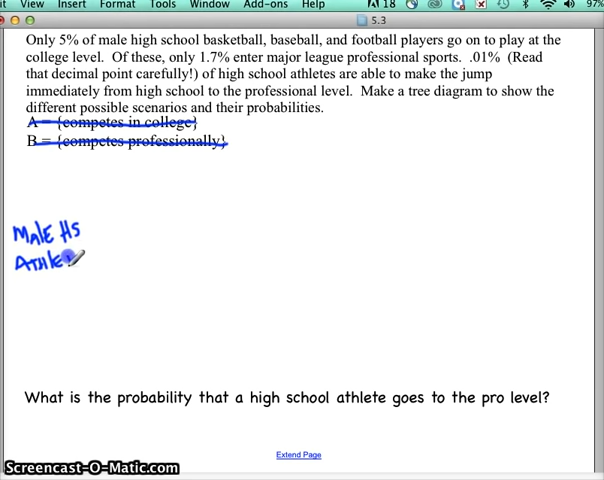 View Insert Format Tools Window Add-ons Help 18 97%
5.3
Only 5% of male high school basketball, baseball, and football players go on to play at the
college level. Of these, only 1.7% enter major league professional sports. .01% (Read
that decimal point carefully!) of high school athletes are able to make the jump
immediately from high school to the professional level. Make a tree diagram to show the
different possible scenarios and their probabilities.
A = {competes in college}
B = {competes professionally}
MALE HS
AThle
What is the probability that a high school athlete goes to the pro level?
Extend Page
Screencast-O-Matic.com